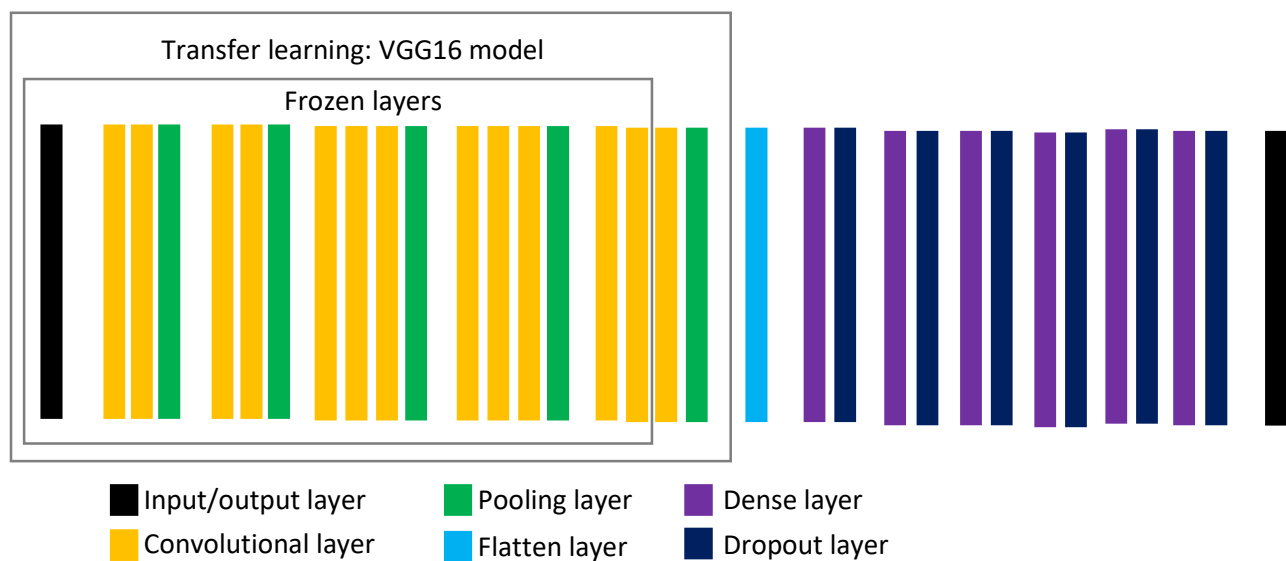 Transfer learning: VGG16 model
Frozen layers
Input/output layer
Pooling layer
Dense layer
Convolutional layer
Flatten layer
Dropout layer